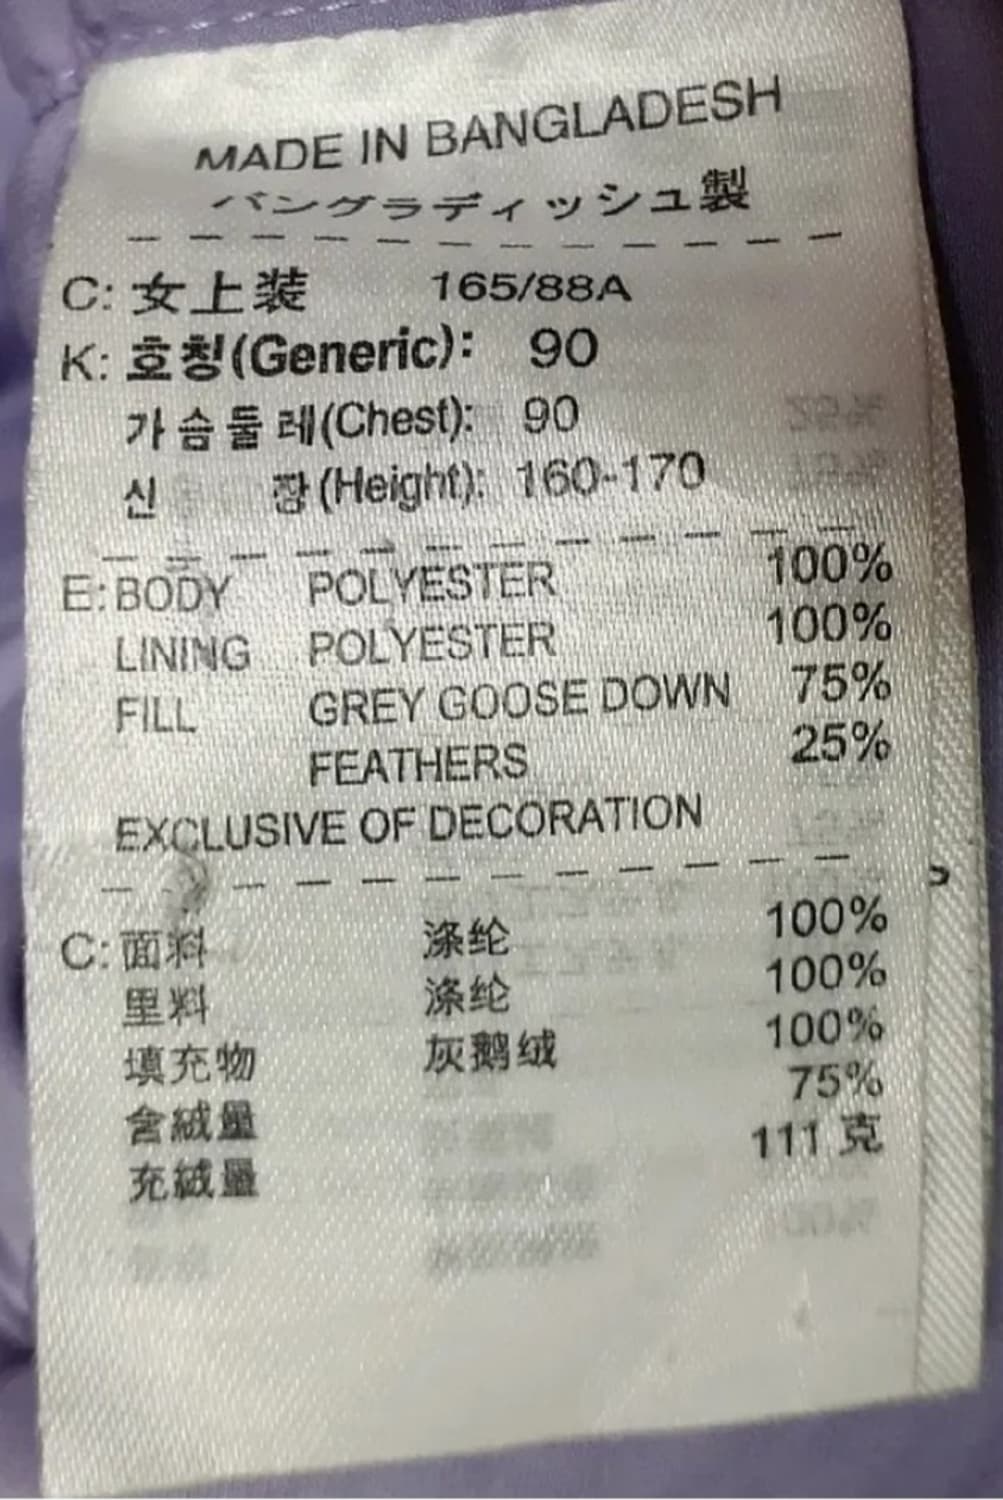 MADE IN BANGLADESH
バングラディッシュ製
C: 女上装 165/88A
K: 호칭(Generic): 90
가슴둘레(Chest): 90
신 장(Height): 160-170
E: BODY POLYESTER 100%
LINING POLYESTER 100%
FILL GREY GOOSE DOWN 75%
FEATHERS 25%
EXCLUSIVE OF DECORATION
C: 面料 涤纶 100%
里料 涤纶 100%
填充物 灰鹅绒 100%
含絨量 75%
充絨量 111 克